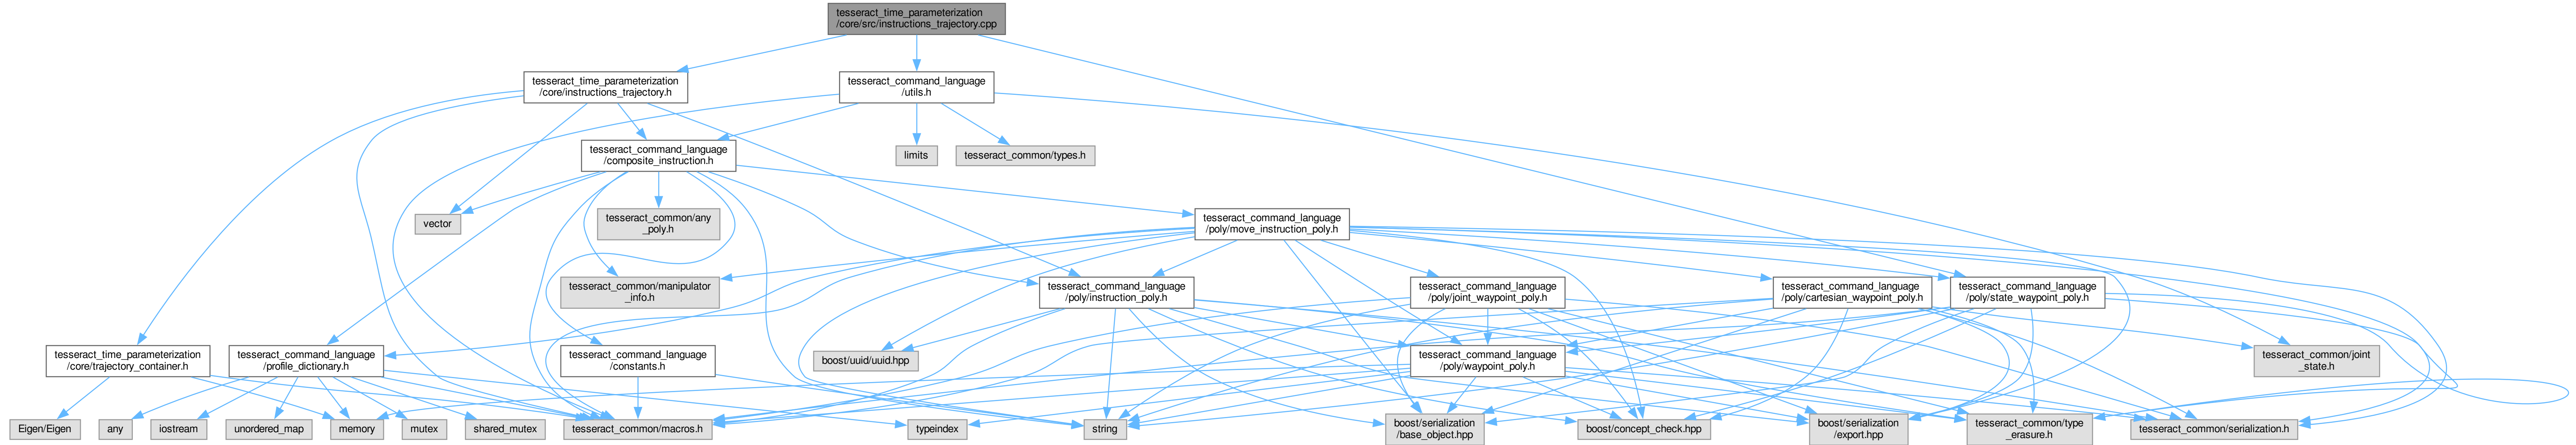 tesseract_time_parameterization
/core/src/instructions_trajectory.cpp
tesseract_time_parameterization
/core/instructions_trajectory.h
tesseract_command_language
/utils.h
tesseract_command_language
/composite_instruction.h
limits
tesseract_common/types.h
vector
tesseract_common/any
_poly.h
tesseract_command_language
/poly/move_instruction_poly.h
tesseract_common/manipulator
_info.h
tesseract_command_language
/poly/instruction_poly.h
tesseract_command_language
/poly/joint_waypoint_poly.h
tesseract_command_language
/poly/cartesian_waypoint_poly.h
tesseract_command_language
/poly/state_waypoint_poly.h
tesseract_time_parameterization
/core/trajectory_container.h
tesseract_command_language
/profile_dictionary.h
tesseract_command_language
/constants.h
boost/uuid/uuid.hpp
tesseract_command_language
/poly/waypoint_poly.h
tesseract_common/joint
_state.h
Eigen/Eigen
any
iostream
unordered_map
memory
mutex
shared_mutex
tesseract_common/macros.h
typeindex
string
boost/serialization
/base_object.hpp
boost/concept_check.hpp
boost/serialization
/export.hpp
tesseract_common/type
_erasure.h
tesseract_common/serialization.h